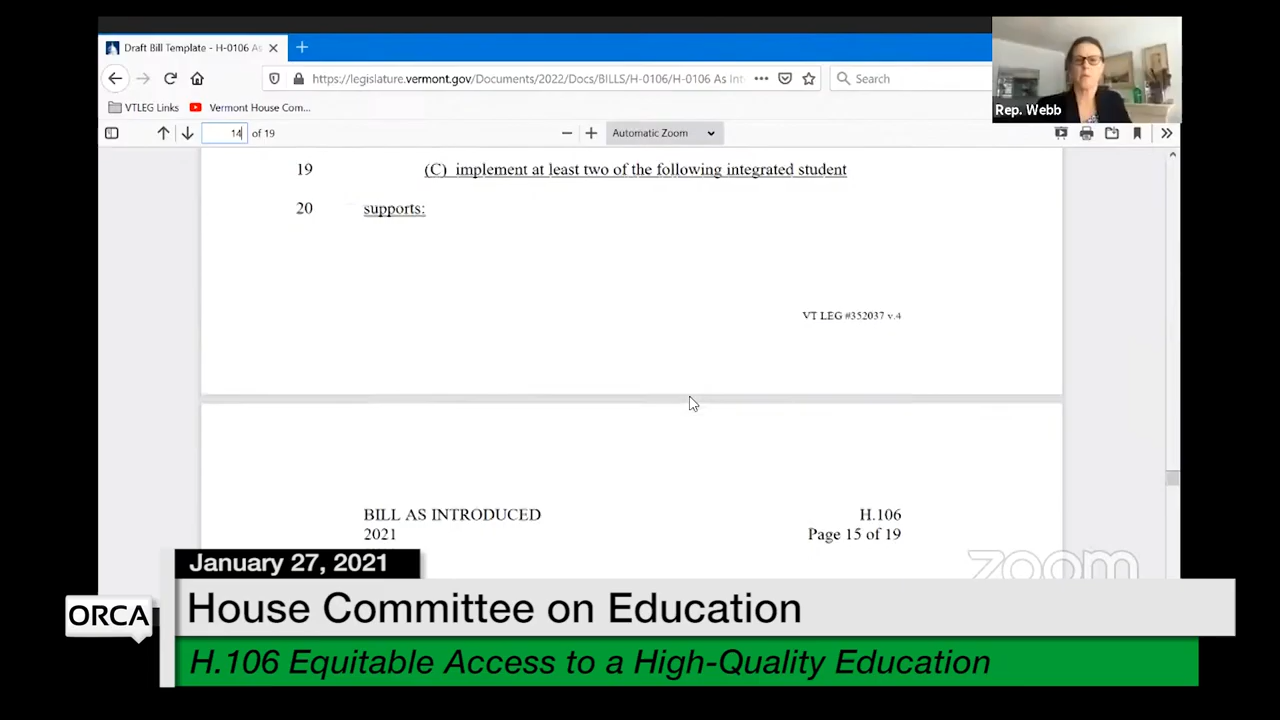 Draft Bill Template - H-0106 As
https://legislature.vermont.gov/Documents/2022/Docs/BILLS/H-0106/H-0106 As Int
Search
Rep. Webb
VTLEG Links
Vermont House Com...
14 of 19
Automatic Zoom
19 (C) implement at least two of the following integrated student
20 supports:
VT LEG #352037 v.4
BILL AS INTRODUCED H.106
2021 Page 15 of 19
zoom
January 27, 2021
ORCA
House Committee on Education
H.106 Equitable Access to a High-Quality Education